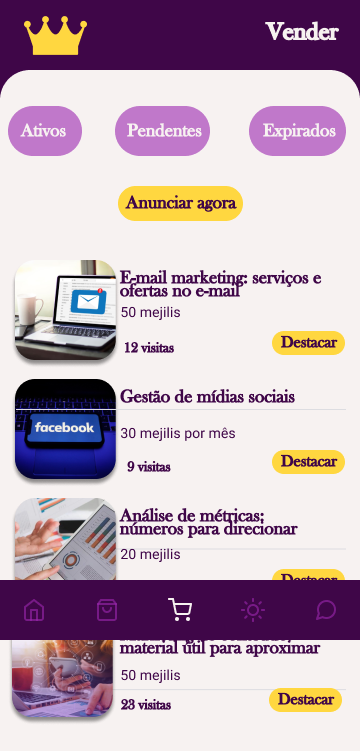 Vender
Ativos
Pendentes
Expirados
Anunciar agora
E-mail marketing: serviços e
ofertas no e-mail
50 mejilis
12 visitas
Destacar
Gestão de mídias sociais
facebook
30 mejilis por mês
9 visitas
Destacar
Análise de métricas:
números para direcionar
20 mejilis
Destacar
material útil para aproximar
50 mejilis
23 visitas
Destacar